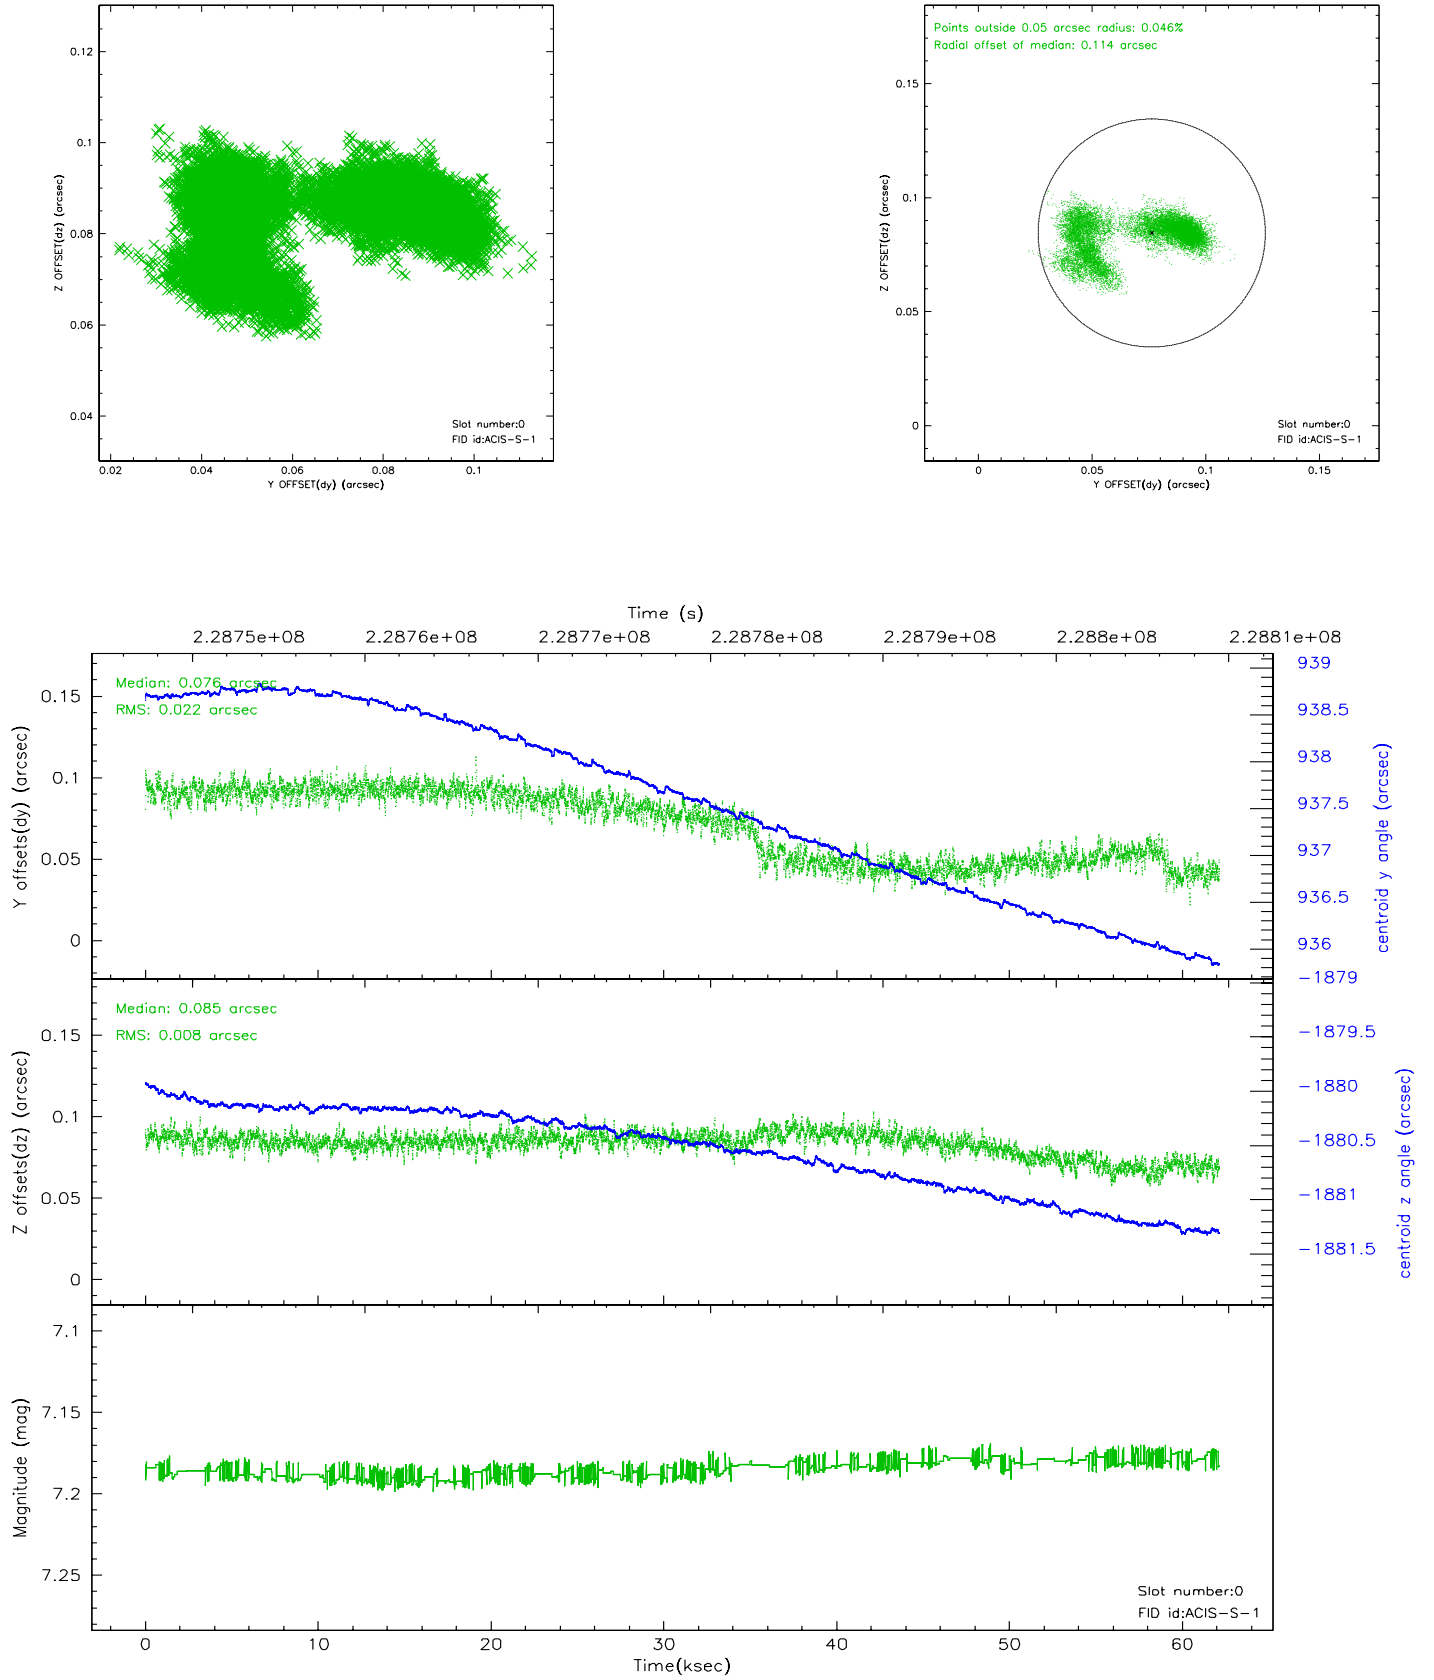 0.12
0.1
0.08
0.06
0.04
Z OFFSET(dz) (arcsec)
Slot number:0
FID id:ACIS-S-1
0.02 0.04 0.06 0.08 0.1
Y OFFSET(dy) (arcsec)
Points outside 0.05 arcsec radius: 0.046%
Radial offset of median: 0.114 arcsec
0.15
0.1
0.05
0
Z OFFSET(dz) (arcsec)
Slot number:0
FID id:ACIS-S-1
0 0.05 0.1 0.15
Y OFFSET(dy) (arcsec)
Time (s)
2.2875e+08 2.2876e+08 2.2877e+08 2.2878e+08 2.2879e+08 2.288e+08 2.2881e+08
Median: 0.076 arcsec
RMS: 0.022 arcsec
0.15
0.1
0.05
0
Y offsets(dy) (arcsec)
939
938.5
938
937.5
937
936.5
936
centroid y angle (arcsec)
Median: 0.085 arcsec
RMS: 0.008 arcsec
0.15
0.1
0.05
0
Z offsets(dz) (arcsec)
-1879
-1879.5
-1880
-1880.5
-1881
-1881.5
centroid z angle (arcsec)
7.1
7.15
7.2
7.25
Magnitude (mag)
Slot number:0
FID id:ACIS-S-1
0 10 20 30 40 50 60
Time(ksec)